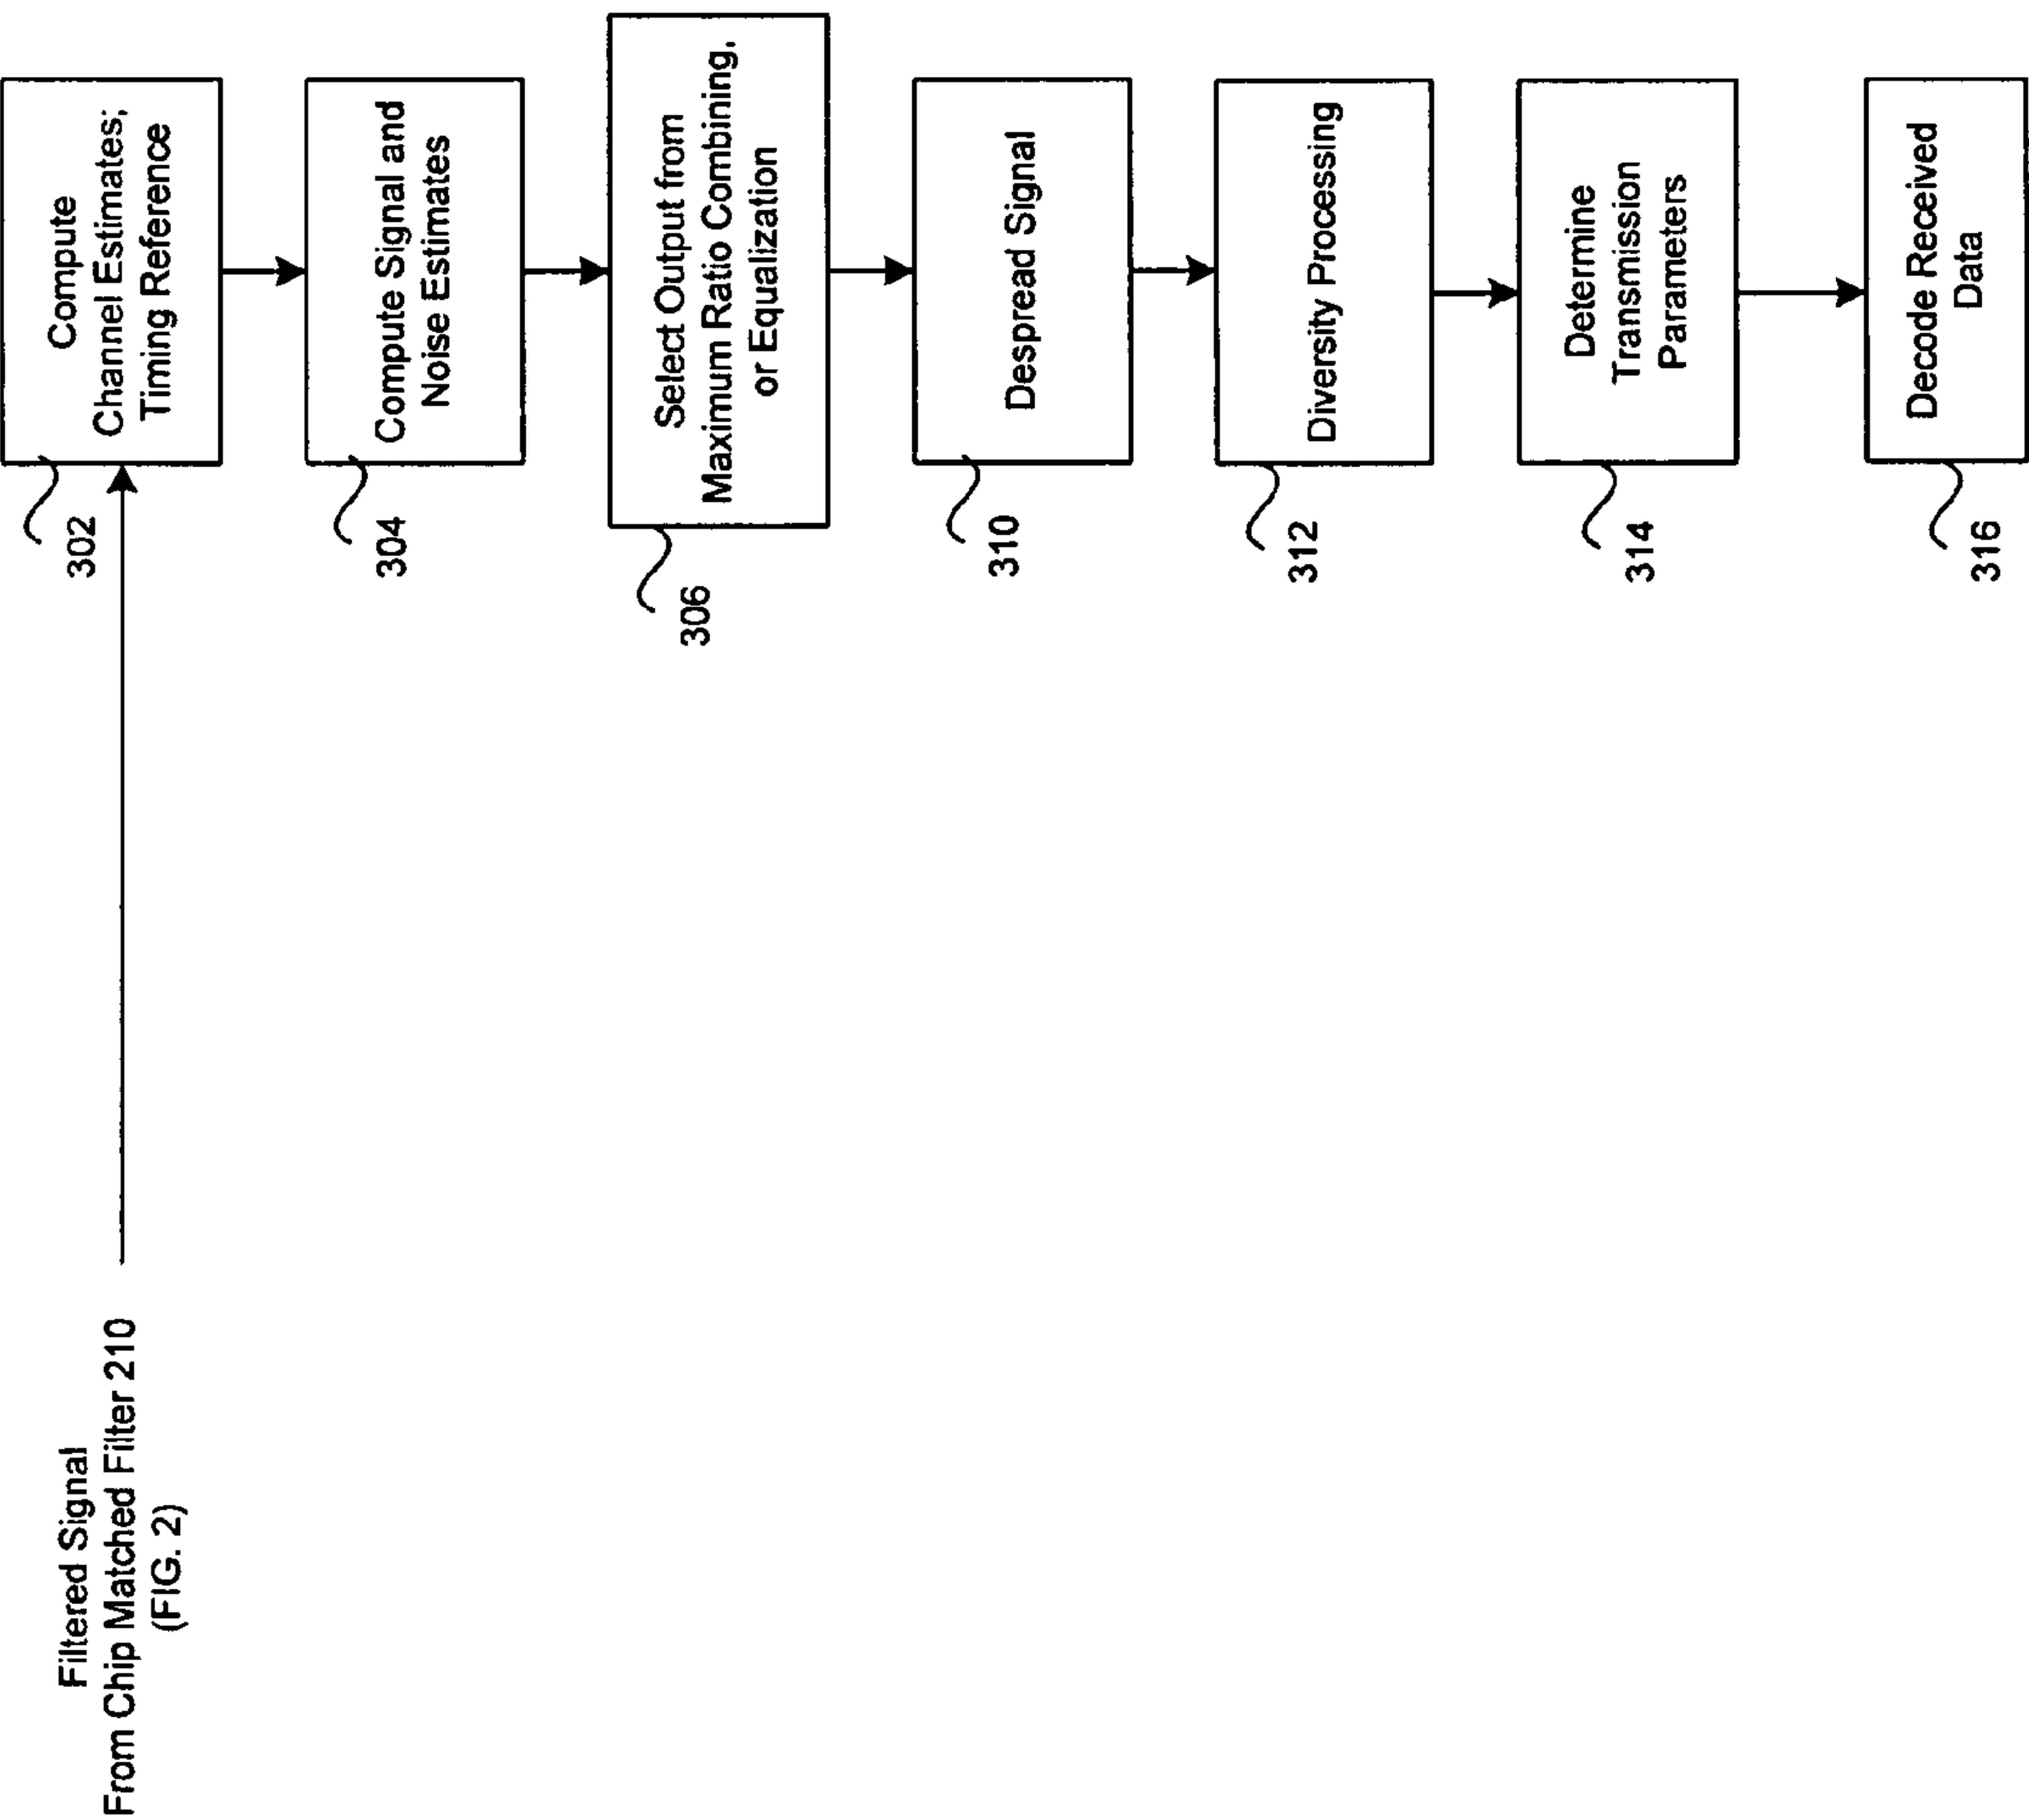 Filtered Signal
From Chip Matched Filter 210
(FIG. 2)
Compute
Channel Estimates;
Timing Reference
302
Compute Signal and
Noise Estimates
304
Select Output from
Maximum Ratio Combining,
or Equalization
306
Despread Signal
310
Diversity Processing
312
Determine
Transmission
Parameters
314
Decode Received
Data
316